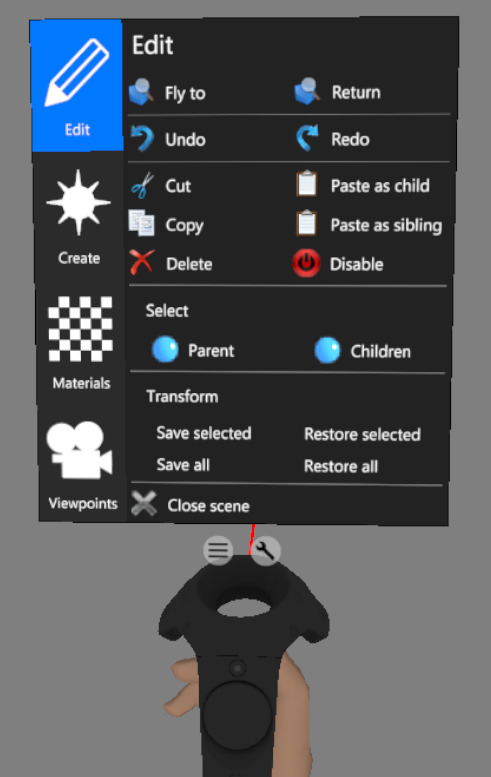 Edit
Edit
Create
Materials
Viewpoints
Fly to
Return
Undo
Redo
Cut
Paste as child
Copy
Paste as sibling
Delete
Disable
Select
Parent
Children
Transform
Save selected
Restore selected
Save all
Restore all
Close scene